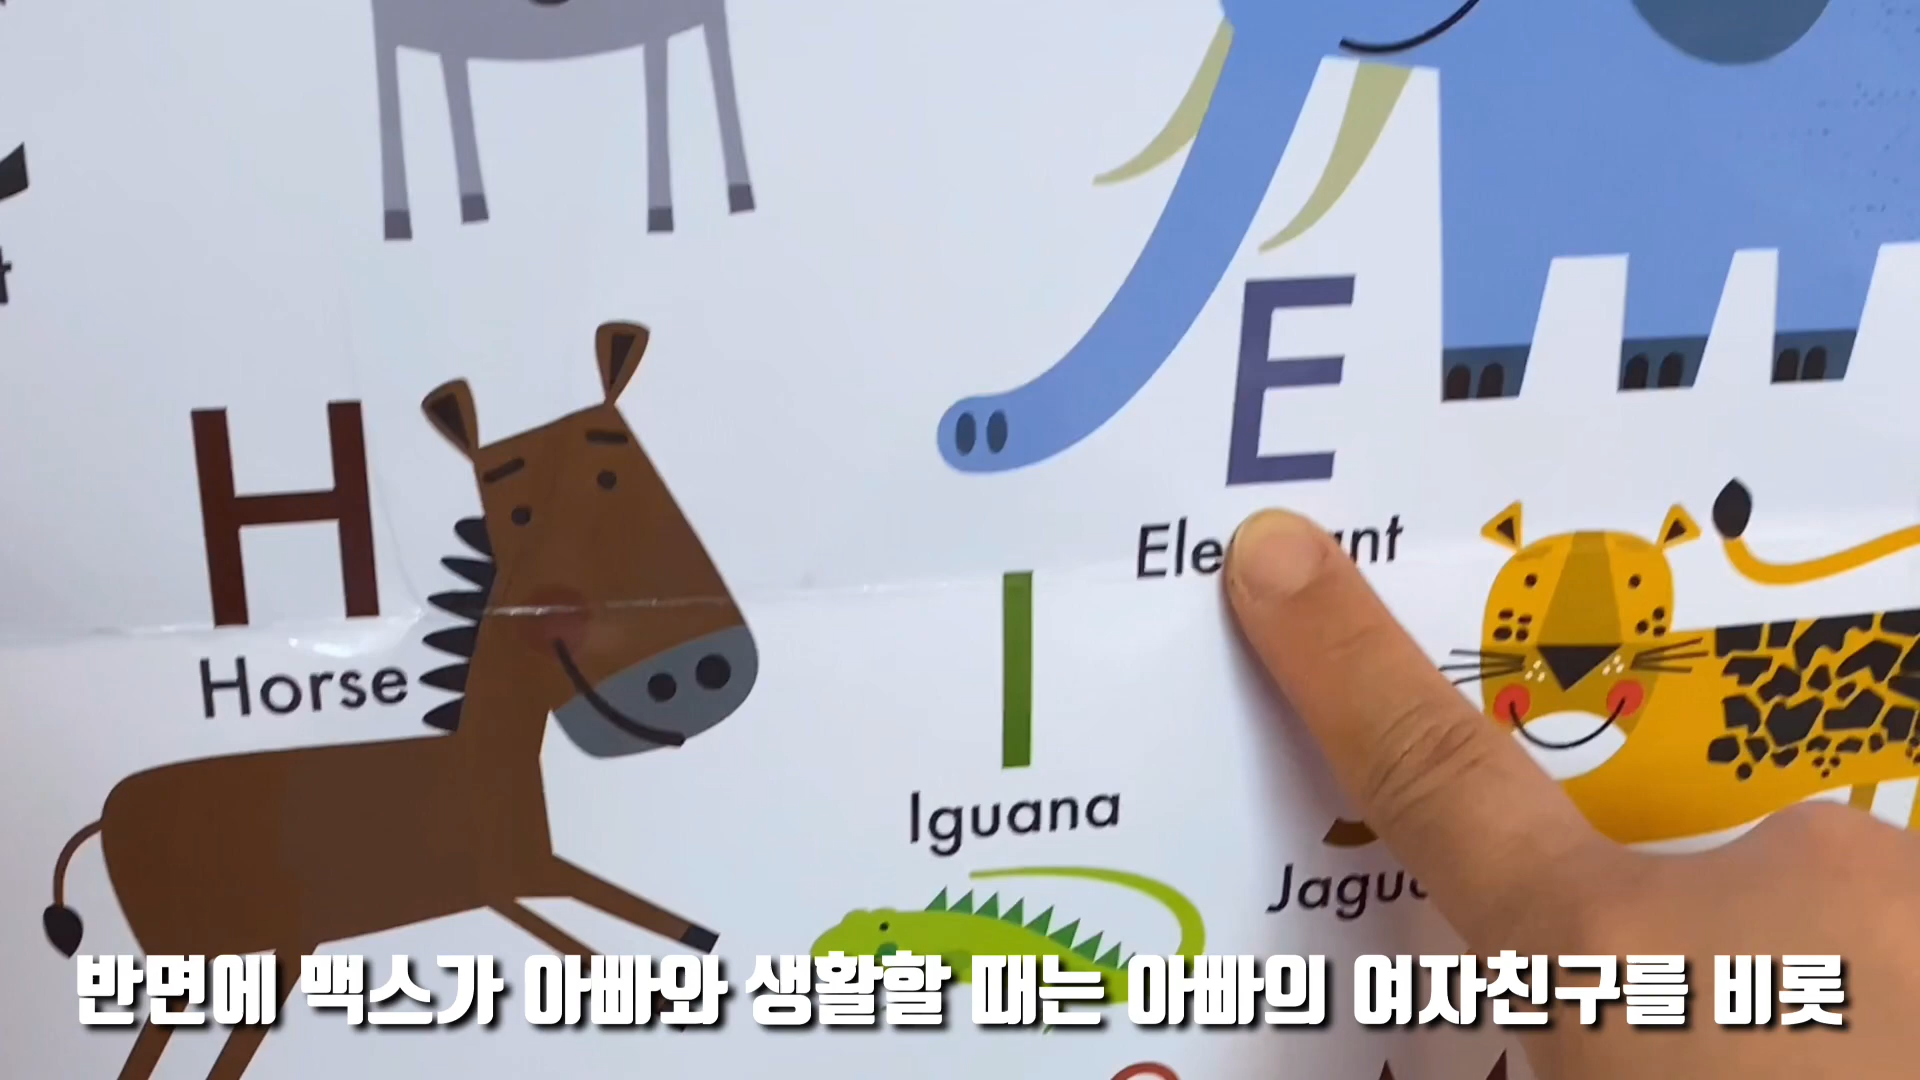 E
H
I
Horse
Iguana
반면에 맥스가 아빠와 생활할 때는 아빠의 여자친구를 비롯